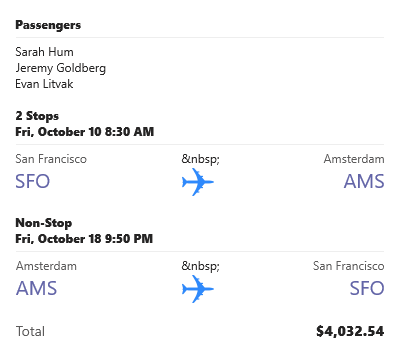 Passengers
Sarah Hum
Jeremy Goldberg
Evan Litvak
2 Stops
Fri, October 10 8:30 AM
San Francisco &nbsp; Amsterdam
SFO AMS
Non-Stop
Fri, October 18 9:50 PM
Amsterdam &nbsp; San Francisco
AMS SFO
Total $4,032.54